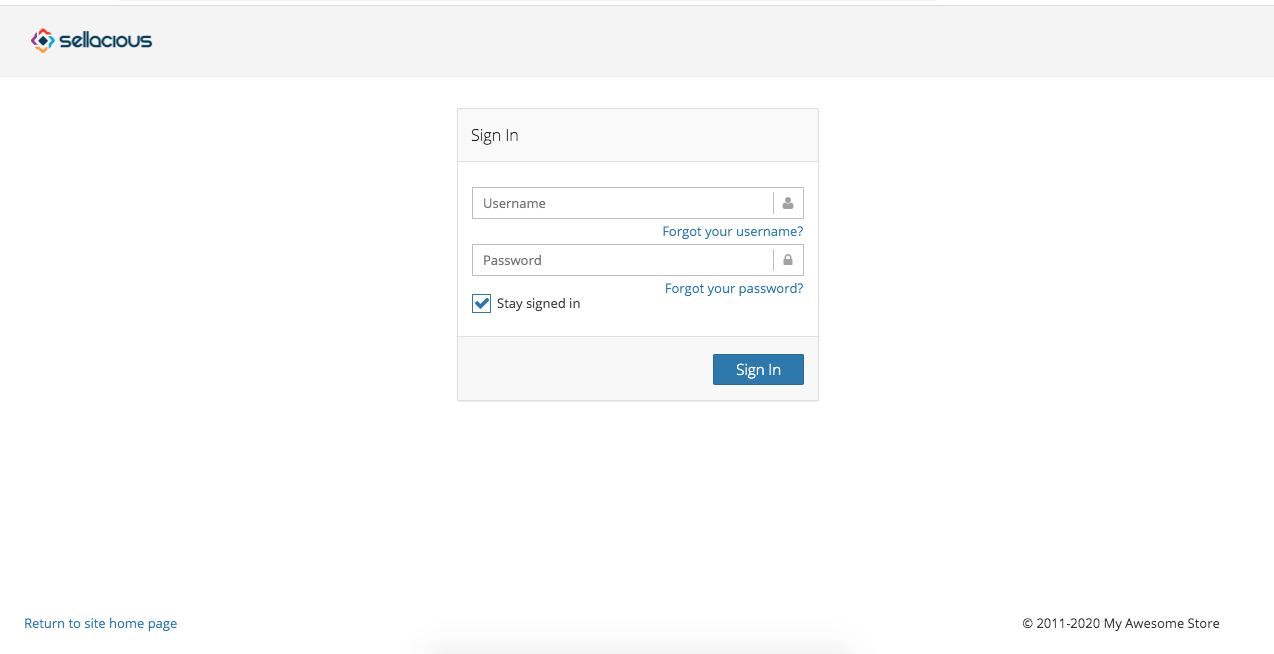 sellacious
Sign In
Username
Forgot your username?
Password
Forgot your password?
Stay signed in
Sign In
Return to site home page
© 2011-2020 My Awesome Store